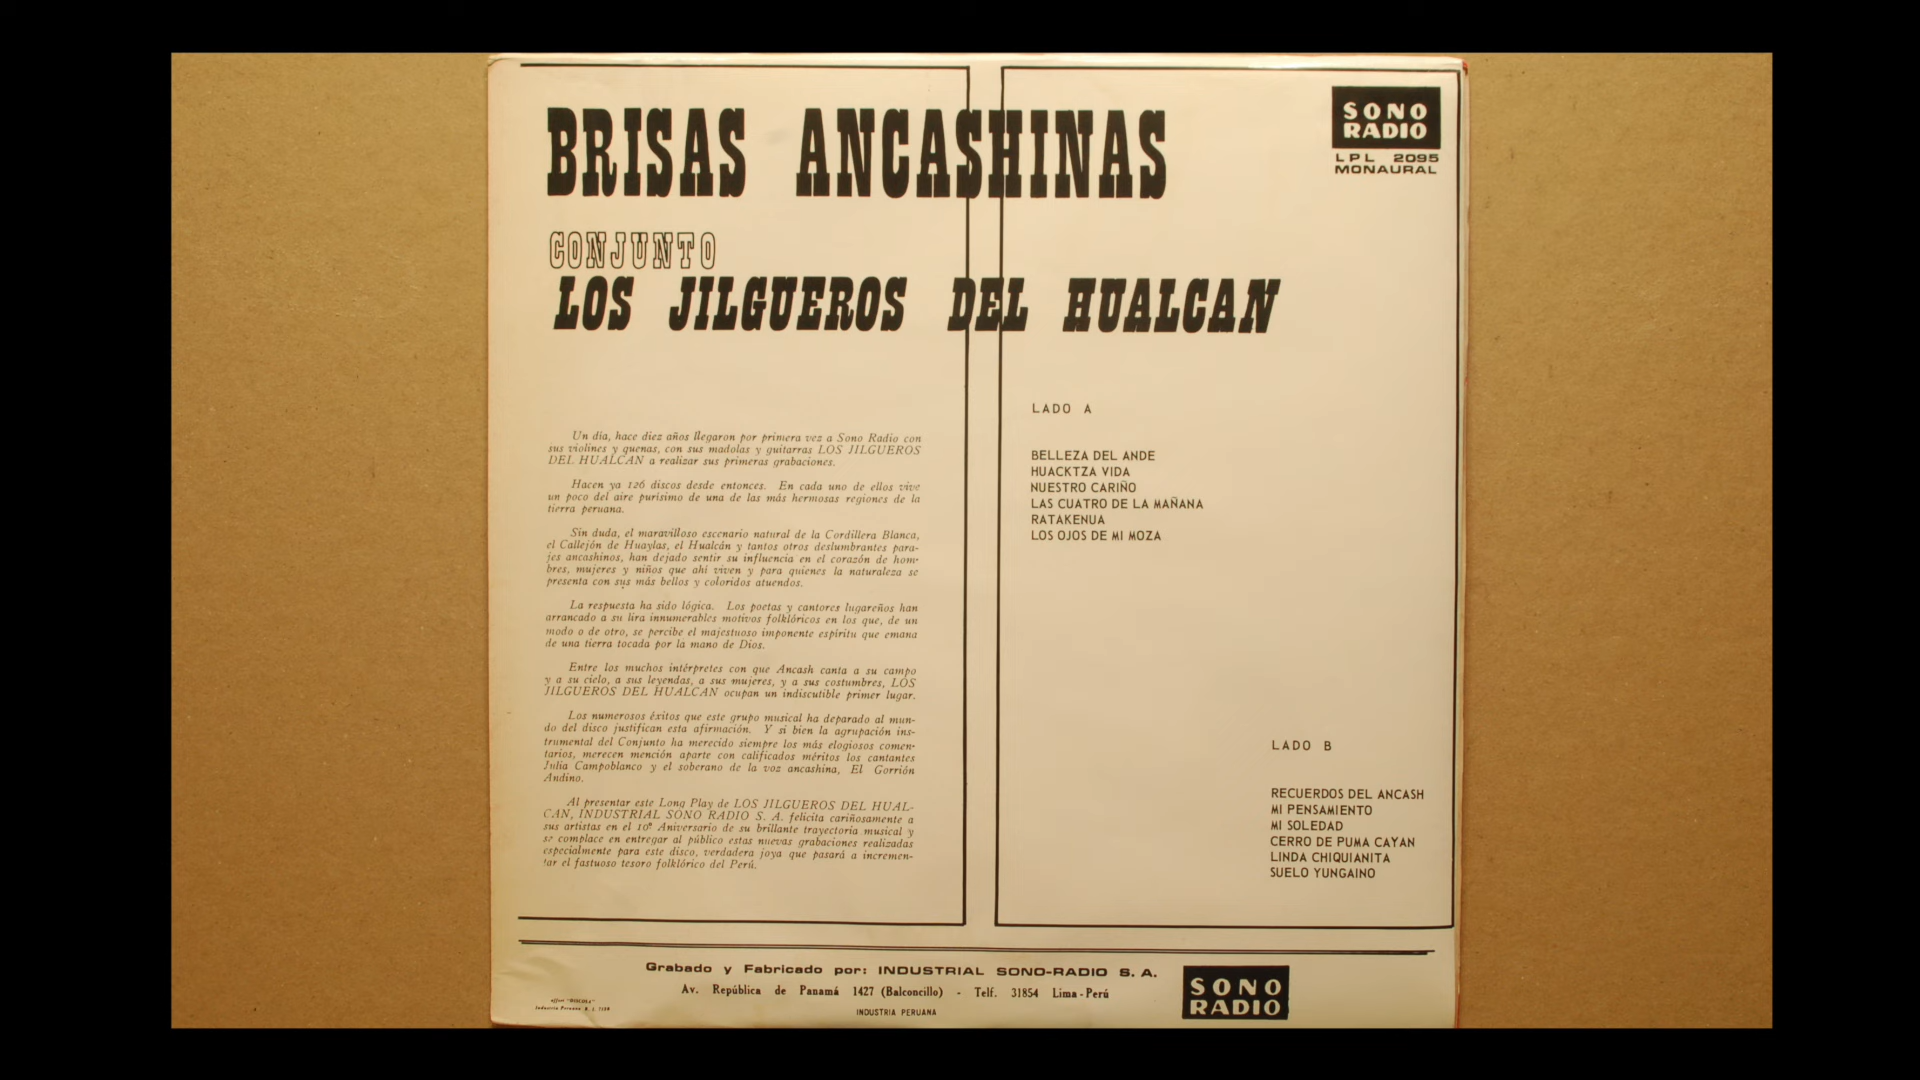 BRISAS ANCASHINAS
SONO
RADIO
LPL 2095
MONAURAL
CONJUNTO
LOS JILGUEROS DEL HUALCAN
Un día, hace diez años llegaron por primera vez a Sono Radio con
sus violines y quenas, con sus madolas y guitarras LOS JILGUEROS
DEL HUALCAN a realizar sus primeras grabaciones.
Hacen ya 126 discos desde entonces. En cada uno de ellos vive
un poco del aire purísimo de una de las más hermosas regiones de la
tierra peruana.
Sin duda, el maravilloso escenario natural de la Cordillera Blanca,
el Callejón de Huaylas, el Hualcán y tantos otros deslumbrantes para-
jes ancashinos, han dejado sentir su influencia en el corazón de hom-
bres, mujeres y niños que ahí viven y para quienes la naturaleza se
presenta con sus más bellos y coloridos atuendos.
La respuesta ha sido lógica. Los poetas y cantores lugareños han
arrancado a su lira innumerables motivos folklóricos en los que, de un
modo o de otro, se percibe el majestuoso imponente espíritu que emana
de una tierra tocada por la mano de Dios.
Entre los muchos intérpretes con que Ancash canta a su campo
y a su cielo, a sus leyendas, a sus mujeres, y a sus costumbres, LOS
JILGUEROS DEL HUALCAN ocupan un indiscutible primer lugar.
Los numerosos éxitos que este grupo musical ha deparado al mun-
do del disco justifican esta afirmación. Y si bien la agrupación ins-
trumental del Conjunto ha merecido siempre los más elogiosos comen-
tarios, merecen mención aparte con calificados méritos los cantantes
Julia Campoblanco y el soberano de la voz ancashina, El Gorrión
Andino.
Al presentar este Long Play de LOS JILGUEROS DEL HUAL-
CAN, INDUSTRIAL SONO RADIO S. A. felicita cariñosamente a
sus artistas en el 10º Aniversario de su brillante trayectoria musical y
se complace en entregar al público estas nuevas grabaciones realizadas
especialmente para este disco, verdadera joya que pasará a incremen-
tar el fastuoso tesoro folklórico del Perú.
LADO A
BELLEZA DEL ANDE
HUACKTZA VIDA
NUESTRO CARIÑO
LAS CUATRO DE LA MAÑANA
RATAKENUA
LOS OJOS DE MI MOZA
LADO B
RECUERDOS DEL ANCASH
MI PENSAMIENTO
MI SOLEDAD
CERRO DE PUMA CAYAN
LINDA CHIQUIANITA
SUELO YUNGAINO
Grabado y Fabricado por: INDUSTRIAL SONO-RADIO S. A.
Av. República de Panamá 1427 (Balconcillo) - Telf. 31854 Lima-Perú
INDUSTRIA PERUANA
SONO
RADIO
Industria Peruana